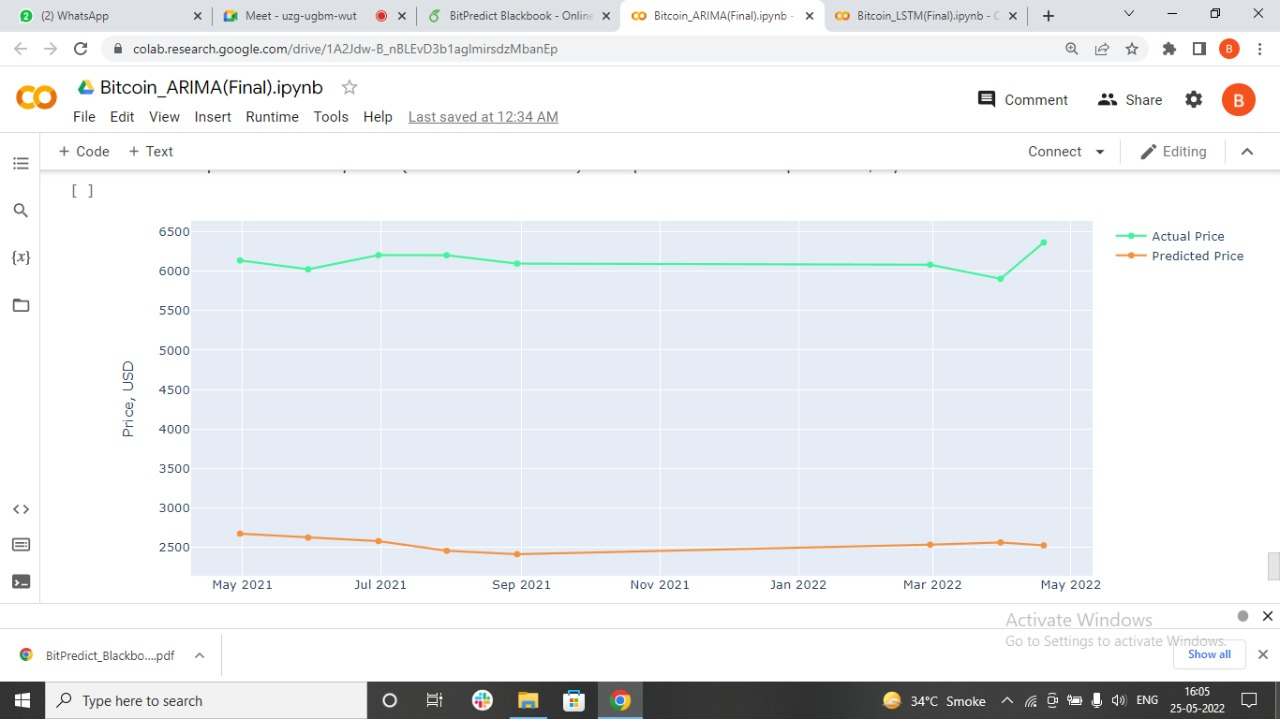 (2) WhatsApp
Meet - uzg-ugbm-wut
BitPredict Blackbook - Online
Bitcoin_ARIMA(Final).ipynb -
Bitcoin_LSTM(Final).ipynb - C
colab.research.google.com/drive/1A2Jdw-B_nBLEvD3b1aglmirsdzMbanEp
B
Bitcoin_ARIMA(Final).ipynb
File Edit View Insert Runtime Tools Help Last saved at 12:34 AM
Comment Share B
+ Code + Text
Connect Editing
{x}
[ ]
6500
6000
5500
5000
4500
4000
3500
3000
2500
Price, USD
May 2021 Jul 2021 Sep 2021 Nov 2021 Jan 2022 Mar 2022 May 2022
Actual Price
Predicted Price
Activate Windows
Go to Settings to activate Windows.
BitPredict_Blackbo....pdf
Show all
Type here to search
34°C Smoke
ENG
16:05
25-05-2022